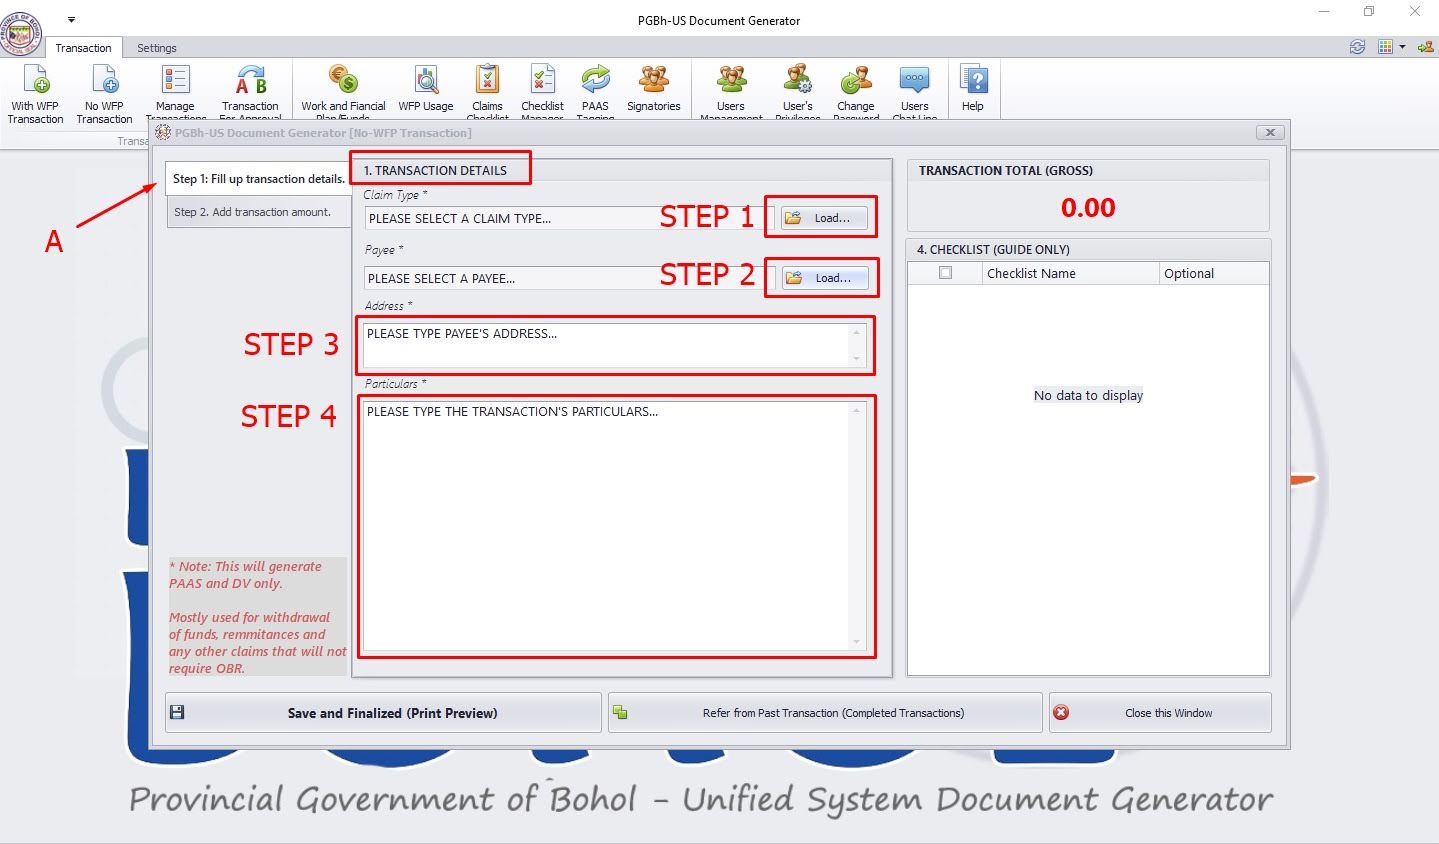 PGBh-US Document Generator
PROVINCE OF BOHOL
OFFICIAL SEAL
Transaction
Settings
With WFP
Transaction
No WFP
Transaction
Manage
Transactions
Transaction
For Approval
Work and Fiancial
Plan/Funds
WFP Usage
Claims
Checklist
Checklist
Manager
PAAS
Tagging
Signatories
Users
Management
User's
Privileges
Change
Password
Users
Chat Line
Help
Transa
PGBh-US Document Generator [No-WFP Transaction]
A
Step 1: Fill up transaction details.
Step 2. Add transaction amount.
1. TRANSACTION DETAILS
Claim Type *
PLEASE SELECT A CLAIM TYPE...
STEP 1
Load...
Payee *
PLEASE SELECT A PAYEE...
STEP 2
Load...
Address *
STEP 3
PLEASE TYPE PAYEE'S ADDRESS...
Particulars *
STEP 4
PLEASE TYPE THE TRANSACTION'S PARTICULARS...
* Note: This will generate
PAAS and DV only.
Mostly used for withdrawal
of funds, remmitances and
any other claims that will not
require OBR.
TRANSACTION TOTAL (GROSS)
0.00
4. CHECKLIST (GUIDE ONLY)
Checklist Name
Optional
No data to display
Save and Finalized (Print Preview)
Refer from Past Transaction (Completed Transactions)
Close this Window
Provincial Government of Bohol - Unified System Document Generator